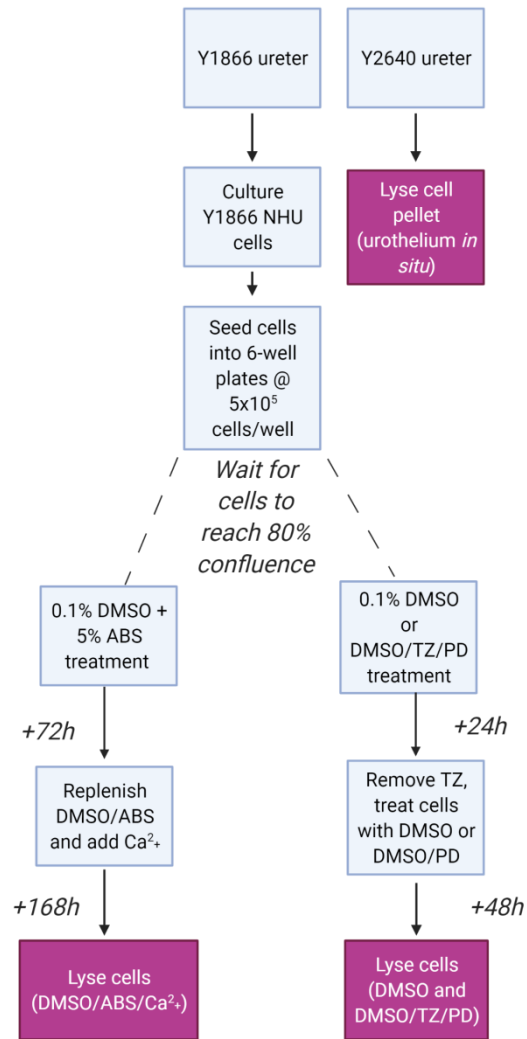 Y1866 ureter
Y2640 ureter
Culture
Y1866 NHU
cells
Lyse cell
pellet
(urothelium in
situ)
Seed cells
into 6-well
plates @
5x10⁵
cells/well
Wait for
cells to
reach 80%
confluence
0.1% DMSO +
5% ABS
treatment
0.1% DMSO
or
DMSO/TZ/PD
treatment
+72h
+24h
Replenish
DMSO/ABS
and add Ca²₊
Remove TZ,
treat cells
with DMSO or
DMSO/PD
+168h
+48h
Lyse cells
(DMSO/ABS/Ca²₊)
Lyse cells
(DMSO and
DMSO/TZ/PD)